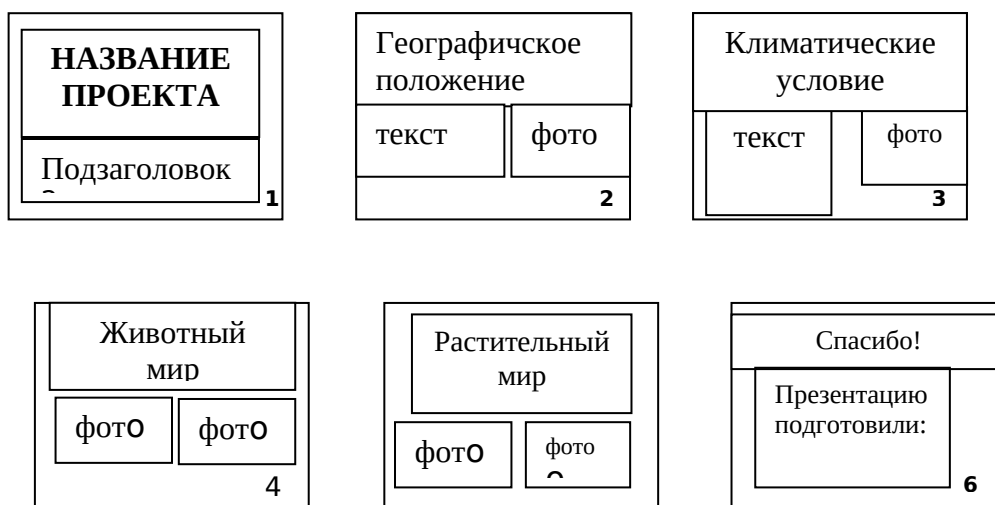 НАЗВАНИЕ
ПРОЕКТА
Подзаголовок
1
Географичское
положение
текст
фото
2
Климатические
условие
текст
фото
3
Животный
мир
фото
фото
4
Растительный
мир
фото
фото
Спасибо!
Презентацию
подготовили:
6